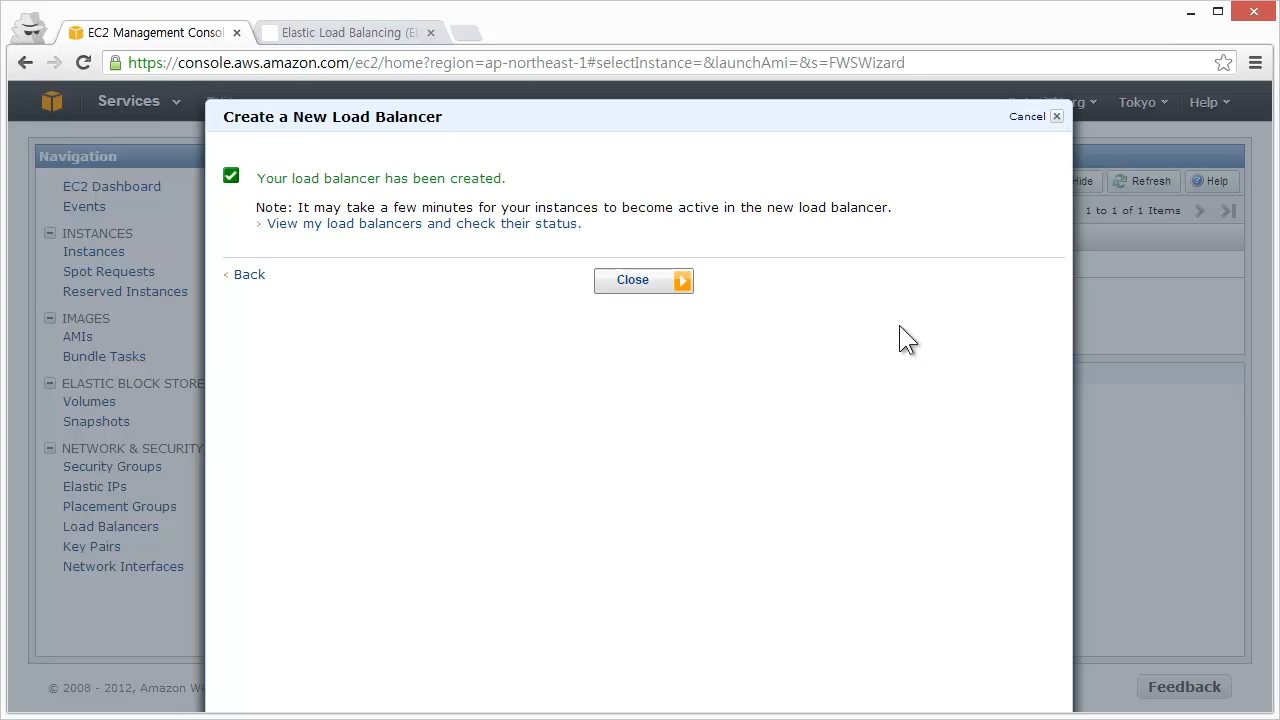 EC2 Management Consol
Elastic Load Balancing (E
https://console.aws.amazon.com/ec2/home?region=ap-northeast-1#selectInstance=&launchAmi=&s=FWSWizard
Services
Tokyo
Help
Create a New Load Balancer
Cancel
Navigation
Your load balancer has been created.
Hide
Refresh
Help
EC2 Dashboard
Events
Note: It may take a few minutes for your instances to become active in the new load balancer.
1 to 1 of 1 Items
› View my load balancers and check their status.
INSTANCES
Instances
Spot Requests
Reserved Instances
‹ Back
Close
IMAGES
AMIs
Bundle Tasks
ELASTIC BLOCK STORE
Volumes
Snapshots
NETWORK & SECURITY
Security Groups
Elastic IPs
Placement Groups
Load Balancers
Key Pairs
Network Interfaces
© 2008 - 2012, Amazon We
Feedback